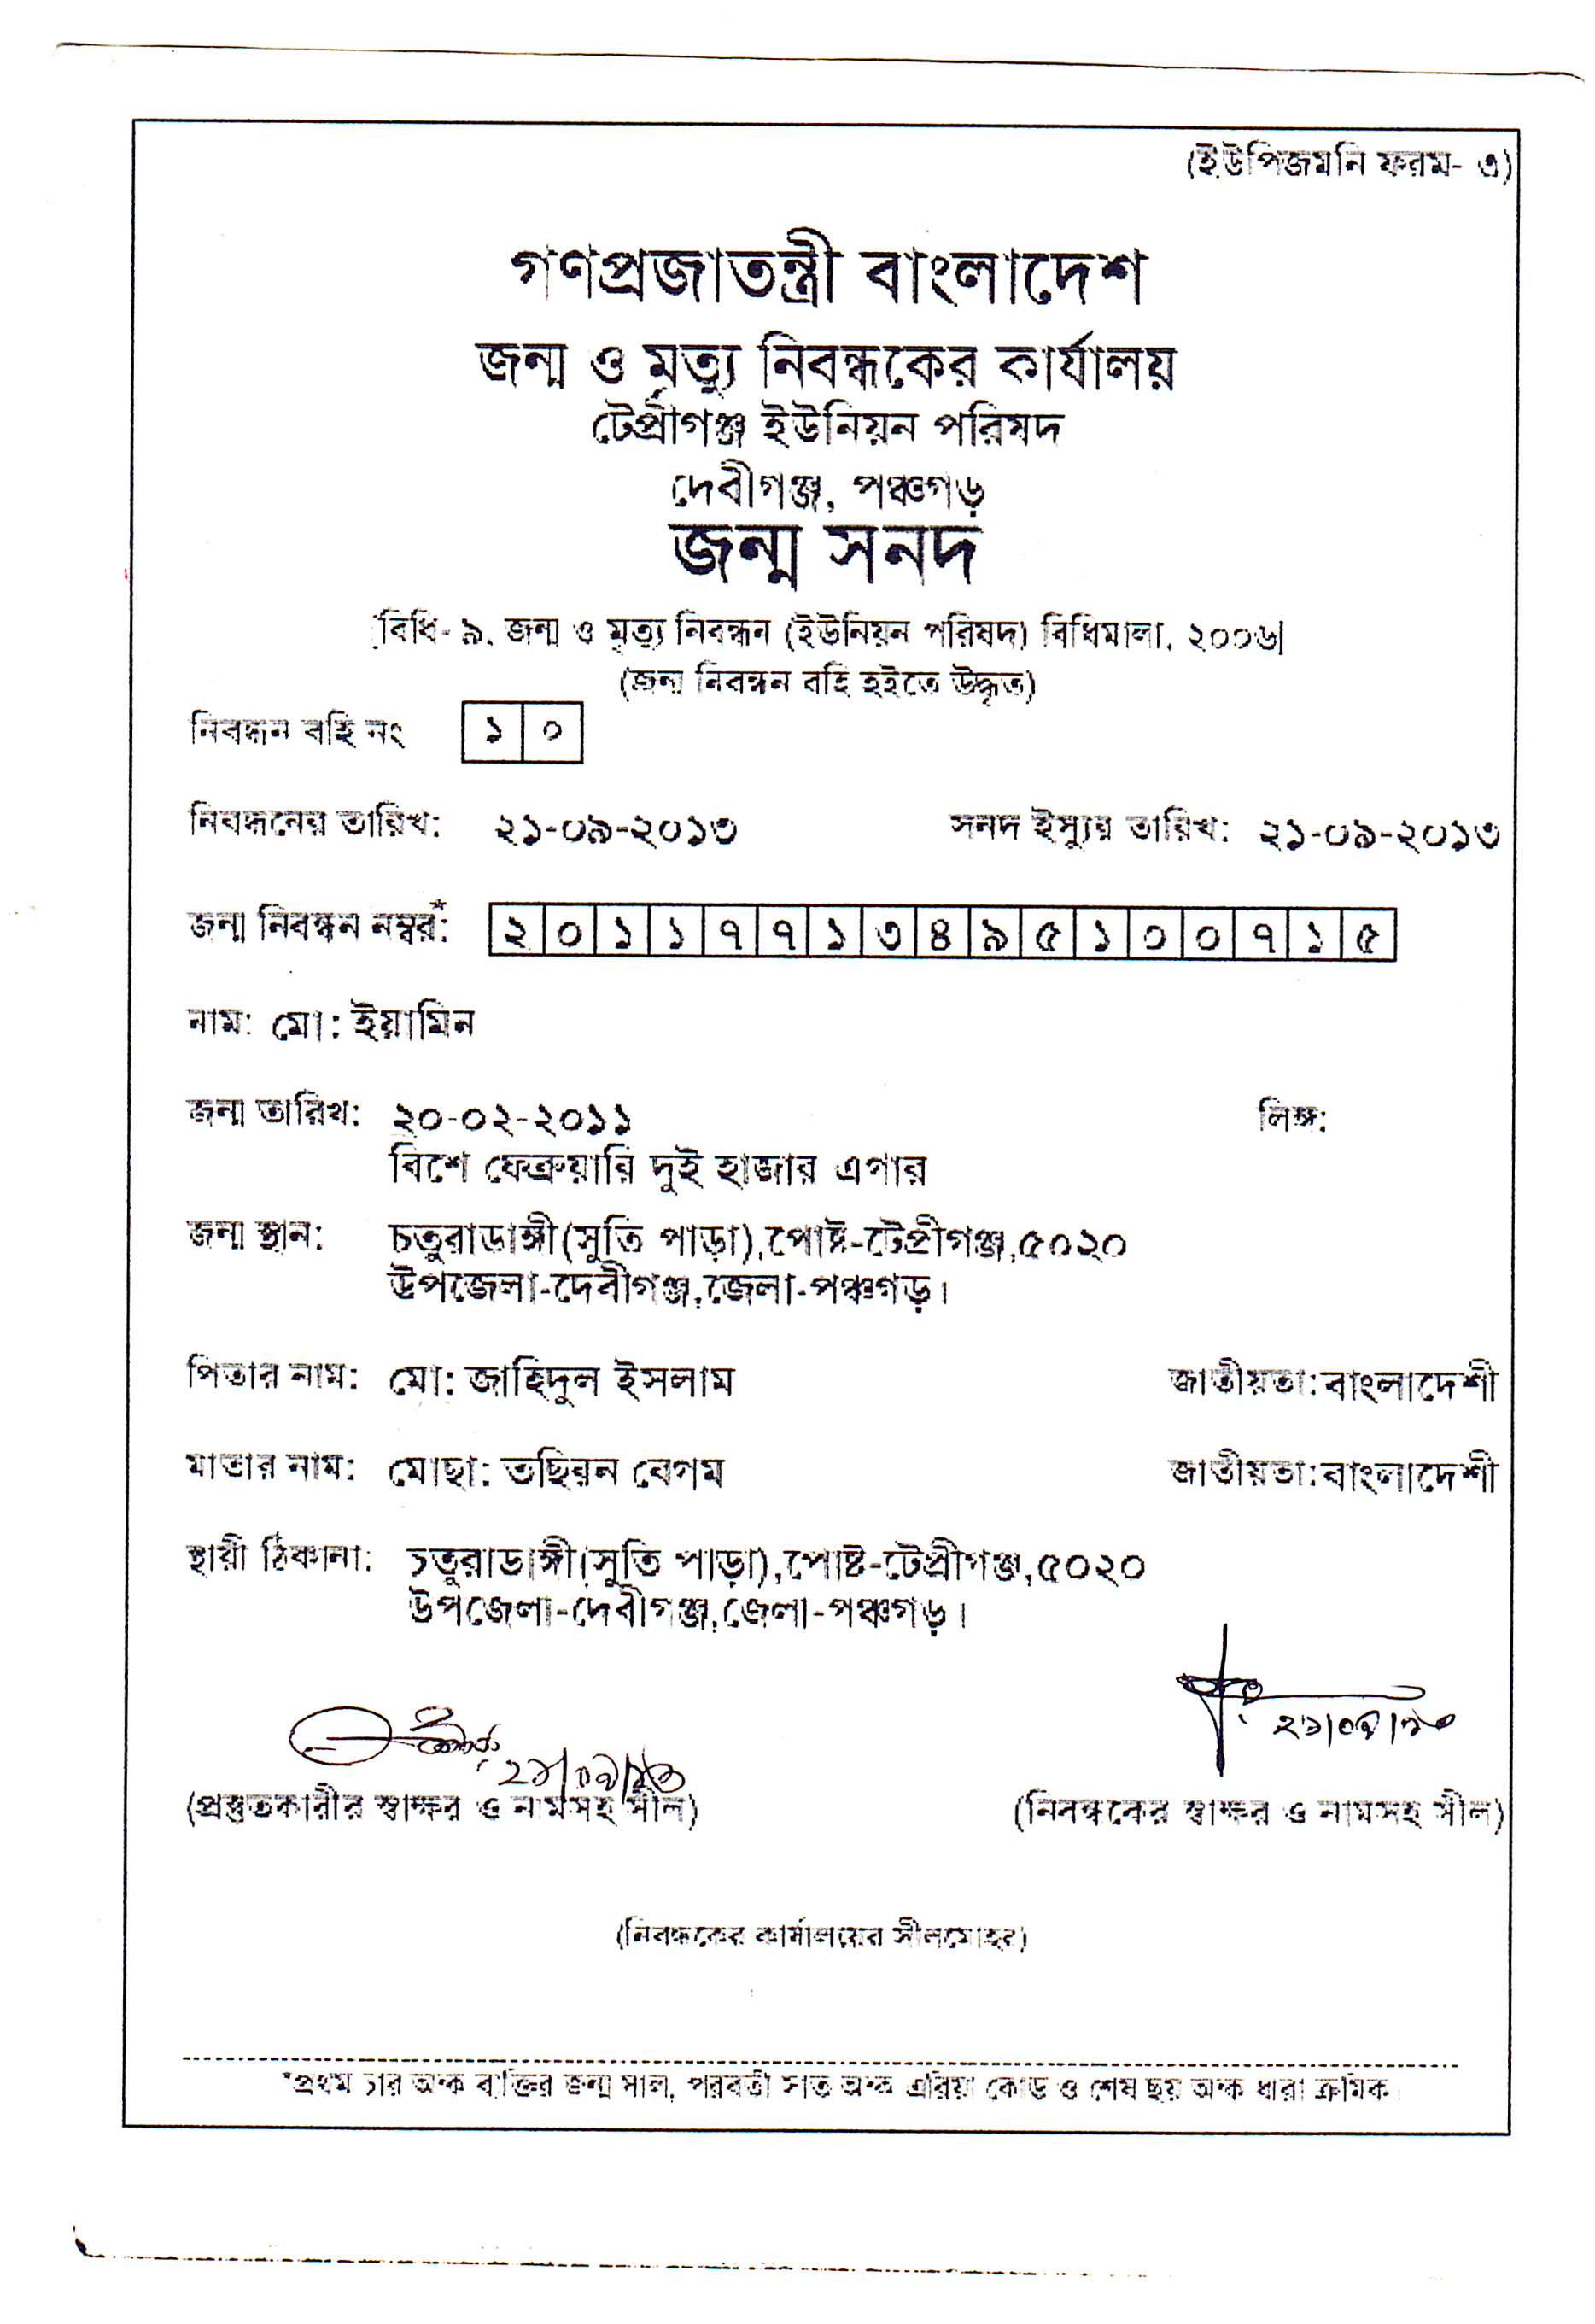 (ইউপিজমনি ফরম- ৩)
গণপ্রজাতন্ত্রী বাংলাদেশ
জন্ম ও মৃত্যু নিবন্ধকের কার্যালয়
টেপ্রীগঞ্জ ইউনিয়ন পরিষদ
দেবীগঞ্জ, পঞ্চগড়
জন্ম সনদ
[বিধি- ৯, জন্ম ও মৃত্যু নিবন্ধন (ইউনিয়ন পরিষদ) বিধিমালা, ২০০৬]
(জন্ম নিবন্ধন বহি হইতে উদ্ধৃত)
নিবন্ধন বহি নং ১ ০
নিবন্ধনের তারিখ: ২১-০৯-২০১৩ সনদ ইস্যুর তারিখ: ২১-০৯-২০১৩
জন্ম নিবন্ধন নম্বর*: ২ ০ ১ ১ ৭ ৭ ১ ৩ ৪ ৯ ৫ ১ ০ ০ ৭ ১ ৫
নাম: মো: ইয়ামিন
জন্ম তারিখ: ২০-০২-২০১১ লিঙ্গ:
বিশে ফেব্রুয়ারি দুই হাজার এগার
জন্ম স্থান: চতুরাডাঙ্গী(সুতি পাড়া),পোষ্ট-টেপ্রীগঞ্জ,৫০২০
উপজেলা-দেবীগঞ্জ,জেলা-পঞ্চগড়।
পিতার নাম: মো: জাহিদুল ইসলাম জাতীয়তা: বাংলাদেশী
মাতার নাম: মোছা: তছিরন বেগম জাতীয়তা: বাংলাদেশী
স্থায়ী ঠিকানা: চতুরাডাঙ্গী(সুতি পাড়া),পোষ্ট-টেপ্রীগঞ্জ,৫০২০
উপজেলা-দেবীগঞ্জ,জেলা-পঞ্চগড়।
২১/০৯/১৩
(প্রস্তুতকারীর স্বাক্ষর ও নামসহ সীল) (নিবন্ধকের স্বাক্ষর ও নামসহ সীল)
(নিবন্ধকের কার্যালয়ের সীলমোহর)
*প্রথম চার অংক ব্যক্তির জন্ম সাল, পরবর্তী সাত অংক এরিয়া কোড ও শেষ ছয় অংক ধারা ক্রমিক